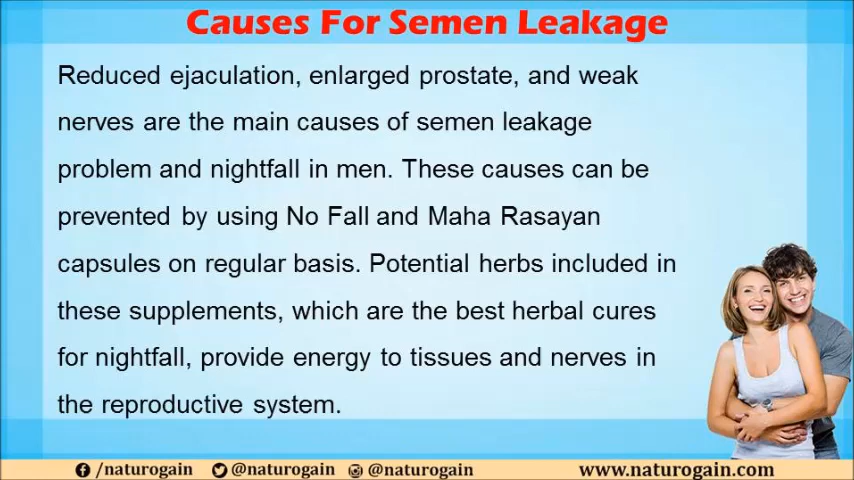 Causes For Semen Leakage
Reduced ejaculation, enlarged prostate, and weak
nerves are the main causes of semen leakage
problem and nightfall in men. These causes can be
prevented by using No Fall and Maha Rasayan
capsules on regular basis. Potential herbs included in
these supplements, which are the best herbal cures
for nightfall, provide energy to tissues and nerves in
the reproductive system.
/naturogain @naturogain @naturogain www.naturogain.com